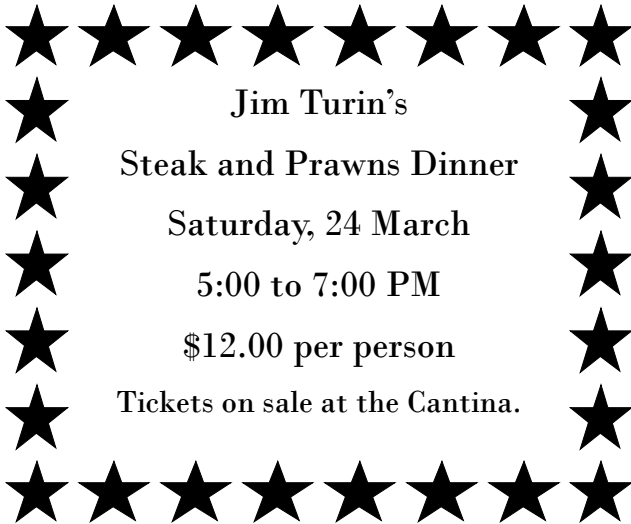 Jim Turin’s
Steak and Prawns Dinner
Saturday, 24 March
5:00 to 7:00 PM
$12.00 per person
Tickets on sale at the Cantina.